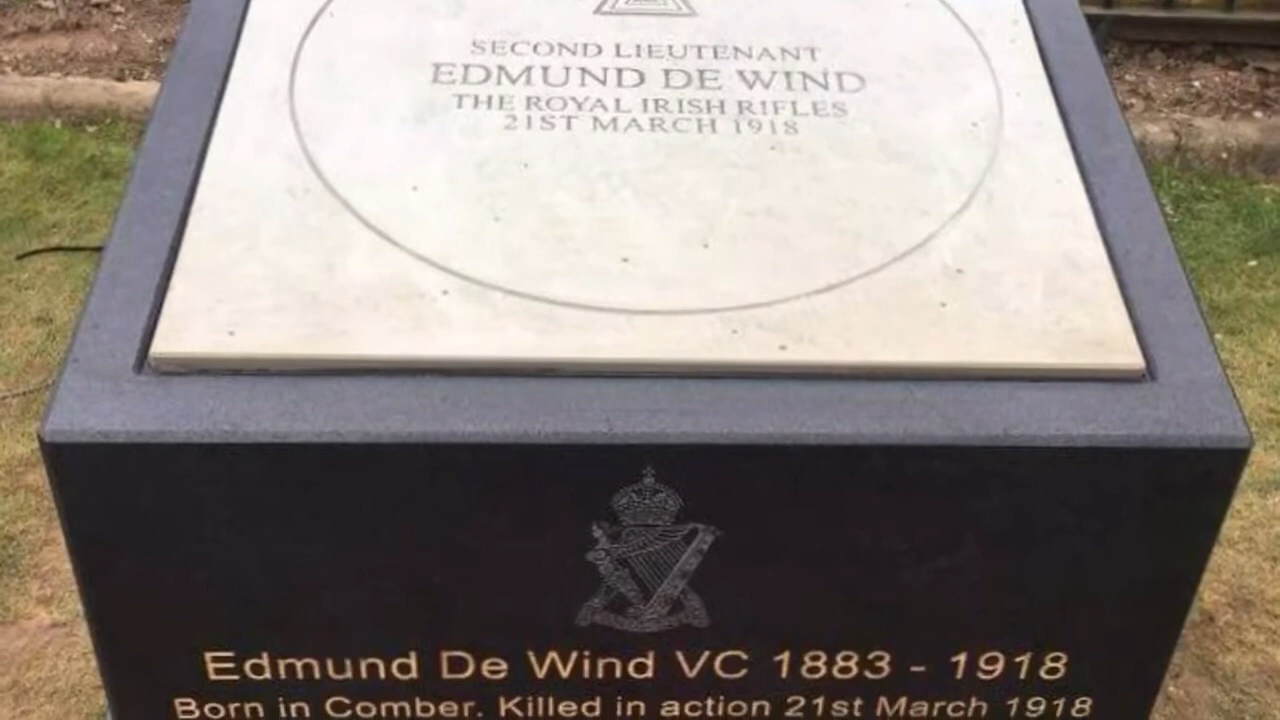 SECOND LIEUTENANT
EDMUND DE WIND
THE ROYAL IRISH RIFLES
21ST MARCH 1918
Edmund De Wind VC 1883 - 1918
Born in Comber. Killed in action 21st March 1918